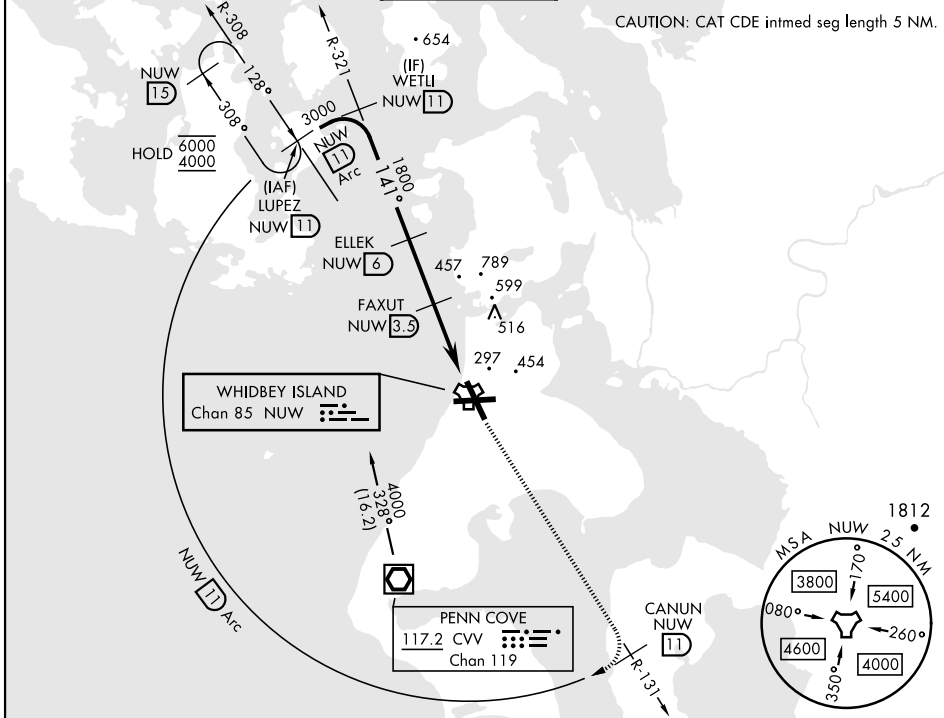 CAUTION: CAT CDE intmed seg length 5 NM.
R-308
R-321
654
(IF)
WETLI
NUW 11
NUW
15
128°
308°
3000
NUW
11
Arc
HOLD 6000
4000
(IAF)
LUPEZ
NUW 11
1800
141°
ELLEK
NUW 6
457
789
599
516
FAXUT
NUW 3.5
297
454
WHIDBEY ISLAND
Chan 85 NUW
4000
328°
(16.2)
NUW 11 Arc
PENN COVE
117.2 CVV
Chan 119
CANUN
NUW
11
R-131
1812
MSA NUW 25 NM
3800
170°
5400
080°
260°
4600
4000
350°